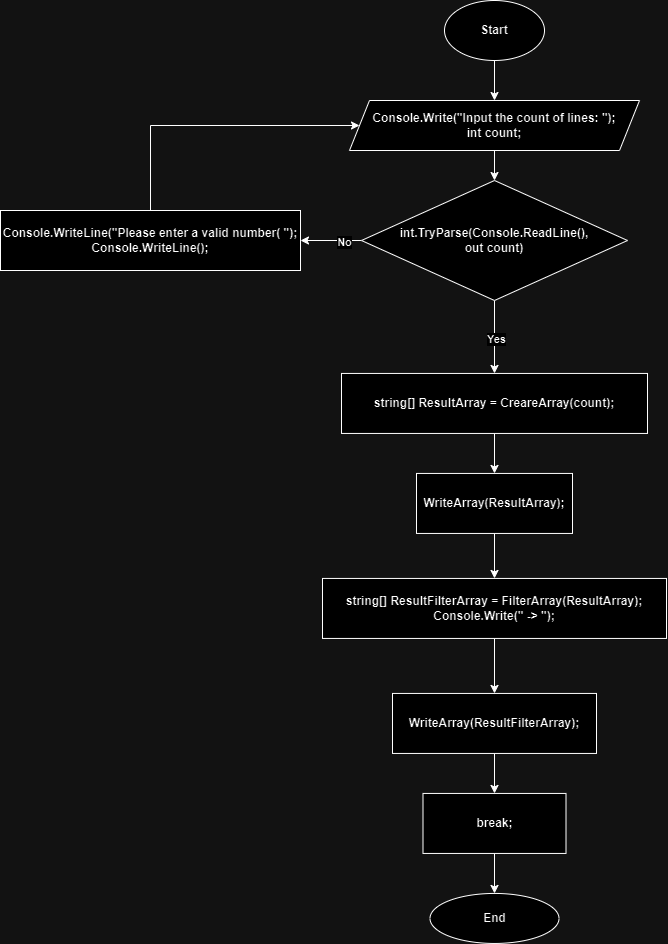 Start
Console.Write("Input the count of lines: ");
int count;
Console.WriteLine("Please enter a valid number( ");
Console.WriteLine();
No
int.TryParse(Console.ReadLine(),
out count)
Yes
string[] ResultArray = CreareArray(count);
WriteArray(ResultArray);
string[] ResultFilterArray = FilterArray(ResultArray);
Console.Write(" -> ");
WriteArray(ResultFilterArray);
break;
End